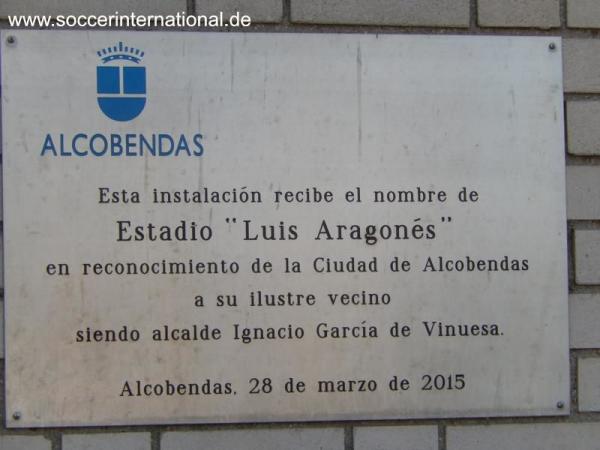 www.soccerinternational.de
ALCOBENDAS
Esta instalación recibe el nombre de
Estadio "Luis Aragonés"
en reconocimiento de la Ciudad de Alcobendas
a su ilustre vecino
siendo alcalde Ignacio García de Vinuesa.
Alcobendas, 28 de marzo de 2015